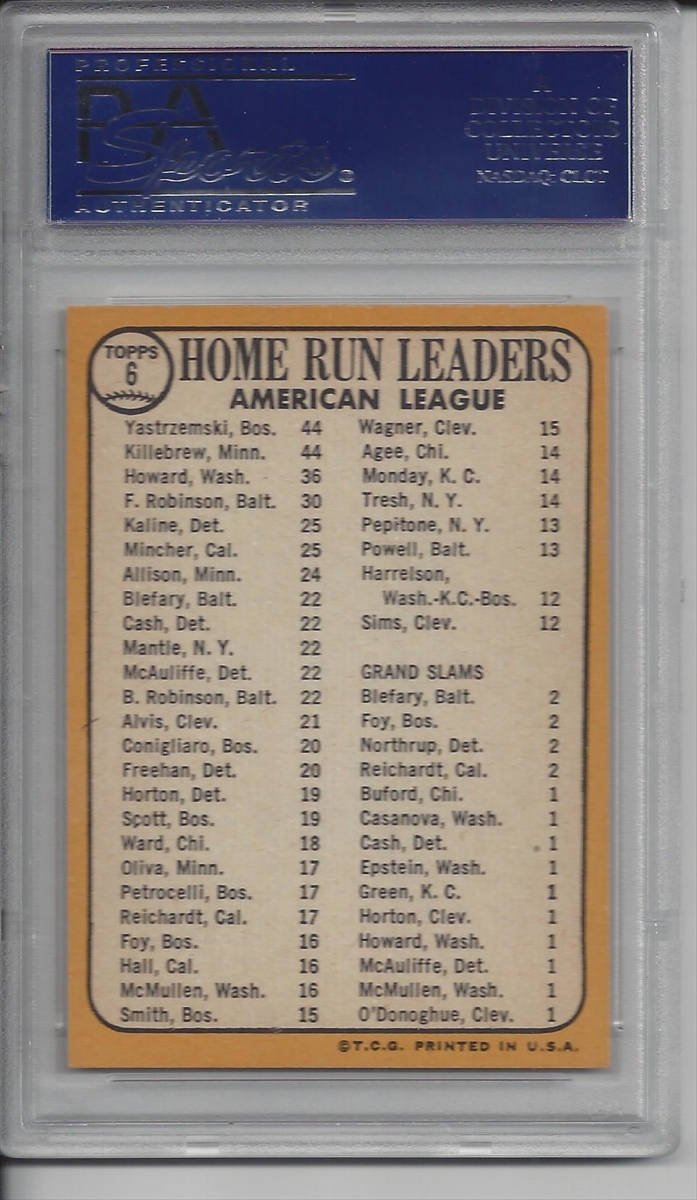 PROFESSIONAL
PSA
Sports®
AUTHENTICATOR
A
DIVISION OF
COLLECTORS
UNIVERSE
NASDAQ: CLCT
TOPPS
6
HOME RUN LEADERS
AMERICAN LEAGUE
Yastrzemski, Bos. 44
Killebrew, Minn. 44
Howard, Wash. 36
F. Robinson, Balt. 30
Kaline, Det. 25
Mincher, Cal. 25
Allison, Minn. 24
Blefary, Balt. 22
Cash, Det. 22
Mantle, N. Y. 22
McAuliffe, Det. 22
B. Robinson, Balt. 22
Alvis, Clev. 21
Conigliaro, Bos. 20
Freehan, Det. 20
Horton, Det. 19
Scott, Bos. 19
Ward, Chi. 18
Oliva, Minn. 17
Petrocelli, Bos. 17
Reichardt, Cal. 17
Foy, Bos. 16
Hall, Cal. 16
McMullen, Wash. 16
Smith, Bos. 15
Wagner, Clev. 15
Agee, Chi. 14
Monday, K. C. 14
Tresh, N. Y. 14
Pepitone, N. Y. 13
Powell, Balt. 13
Harrelson,
Wash.-K.C.-Bos. 12
Sims, Clev. 12
GRAND SLAMS
Blefary, Balt. 2
Foy, Bos. 2
Northrup, Det. 2
Reichardt, Cal. 2
Buford, Chi. 1
Casanova, Wash. 1
Cash, Det. 1
Epstein, Wash. 1
Green, K. C. 1
Horton, Clev. 1
Howard, Wash. 1
McAuliffe, Det. 1
McMullen, Wash. 1
O'Donoghue, Clev. 1
©T.C.G. PRINTED IN U.S.A.